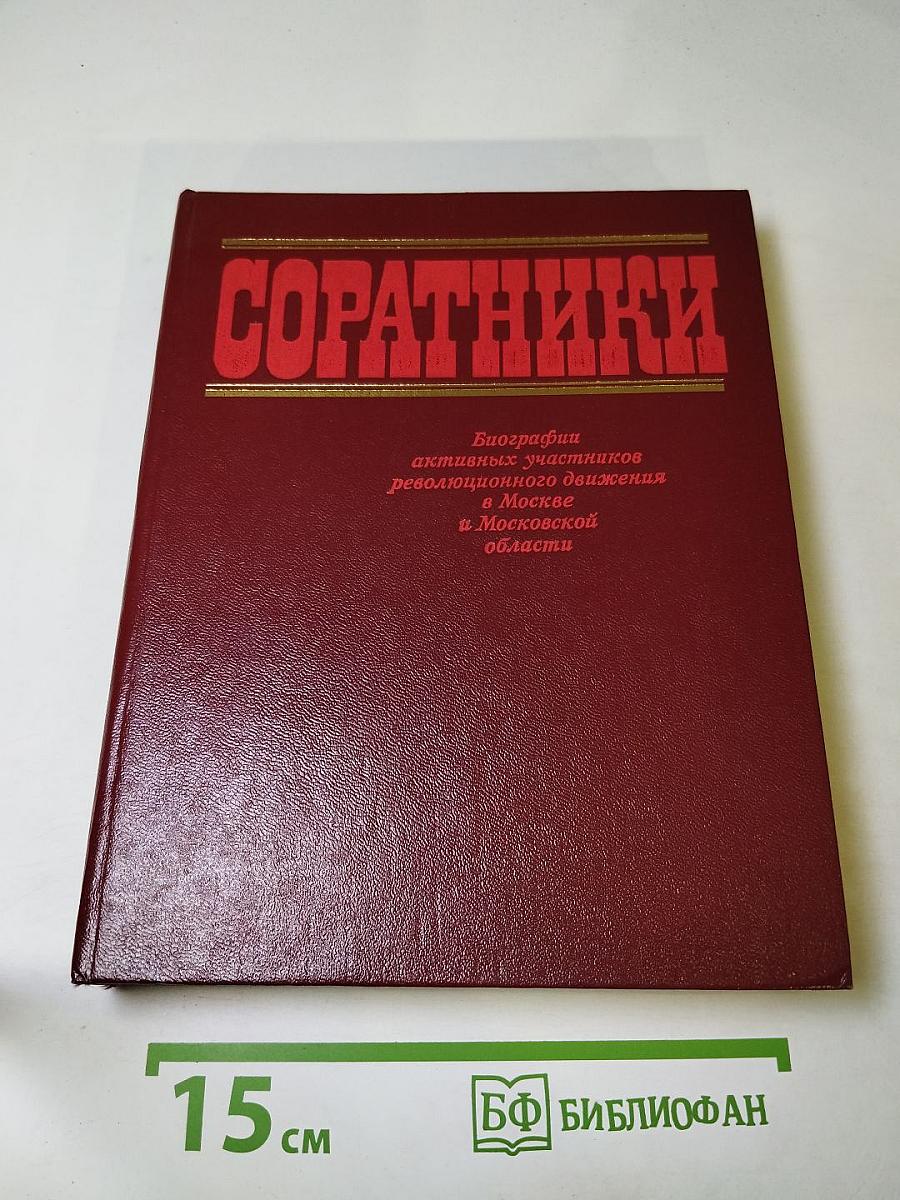 СОРАТНИКИ
Биографии
активных участников
революционного движения
в Москве
и Московской
области
15 см
БФ БИБЛИОФАН